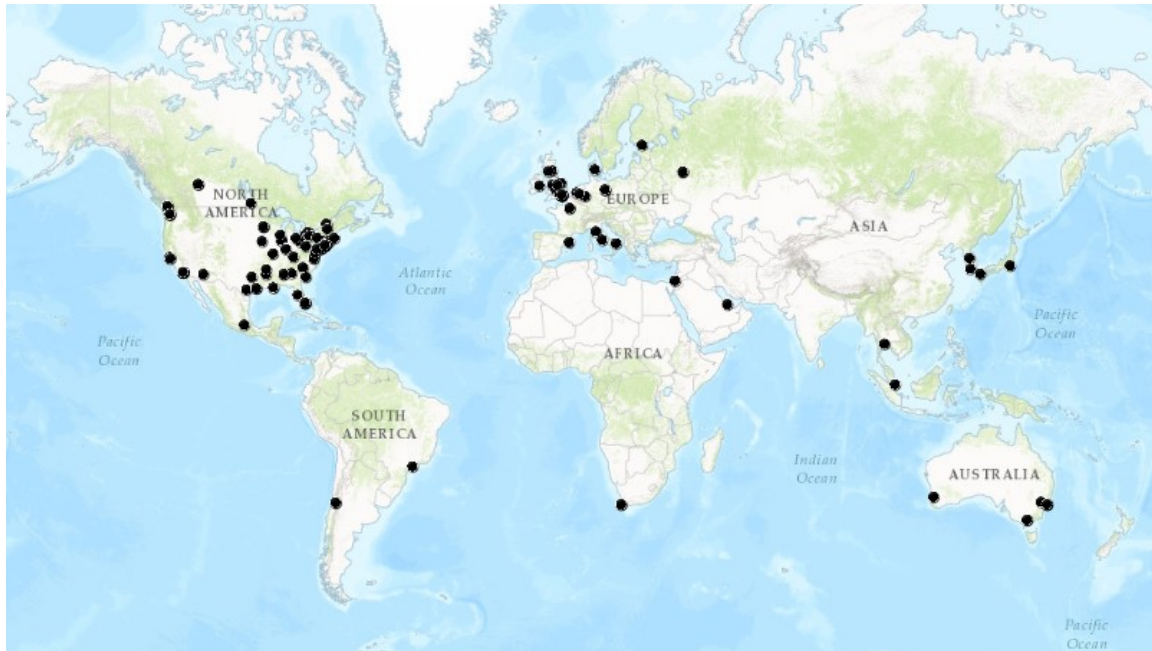 NORTH
AMERICA
EUROPE
ASIA
Atlantic
Ocean
Pacific
Ocean
Pacific
Ocean
AFRICA
SOUTH
AMERICA
Indian
Ocean
AUSTRALIA
Pacific
Ocean